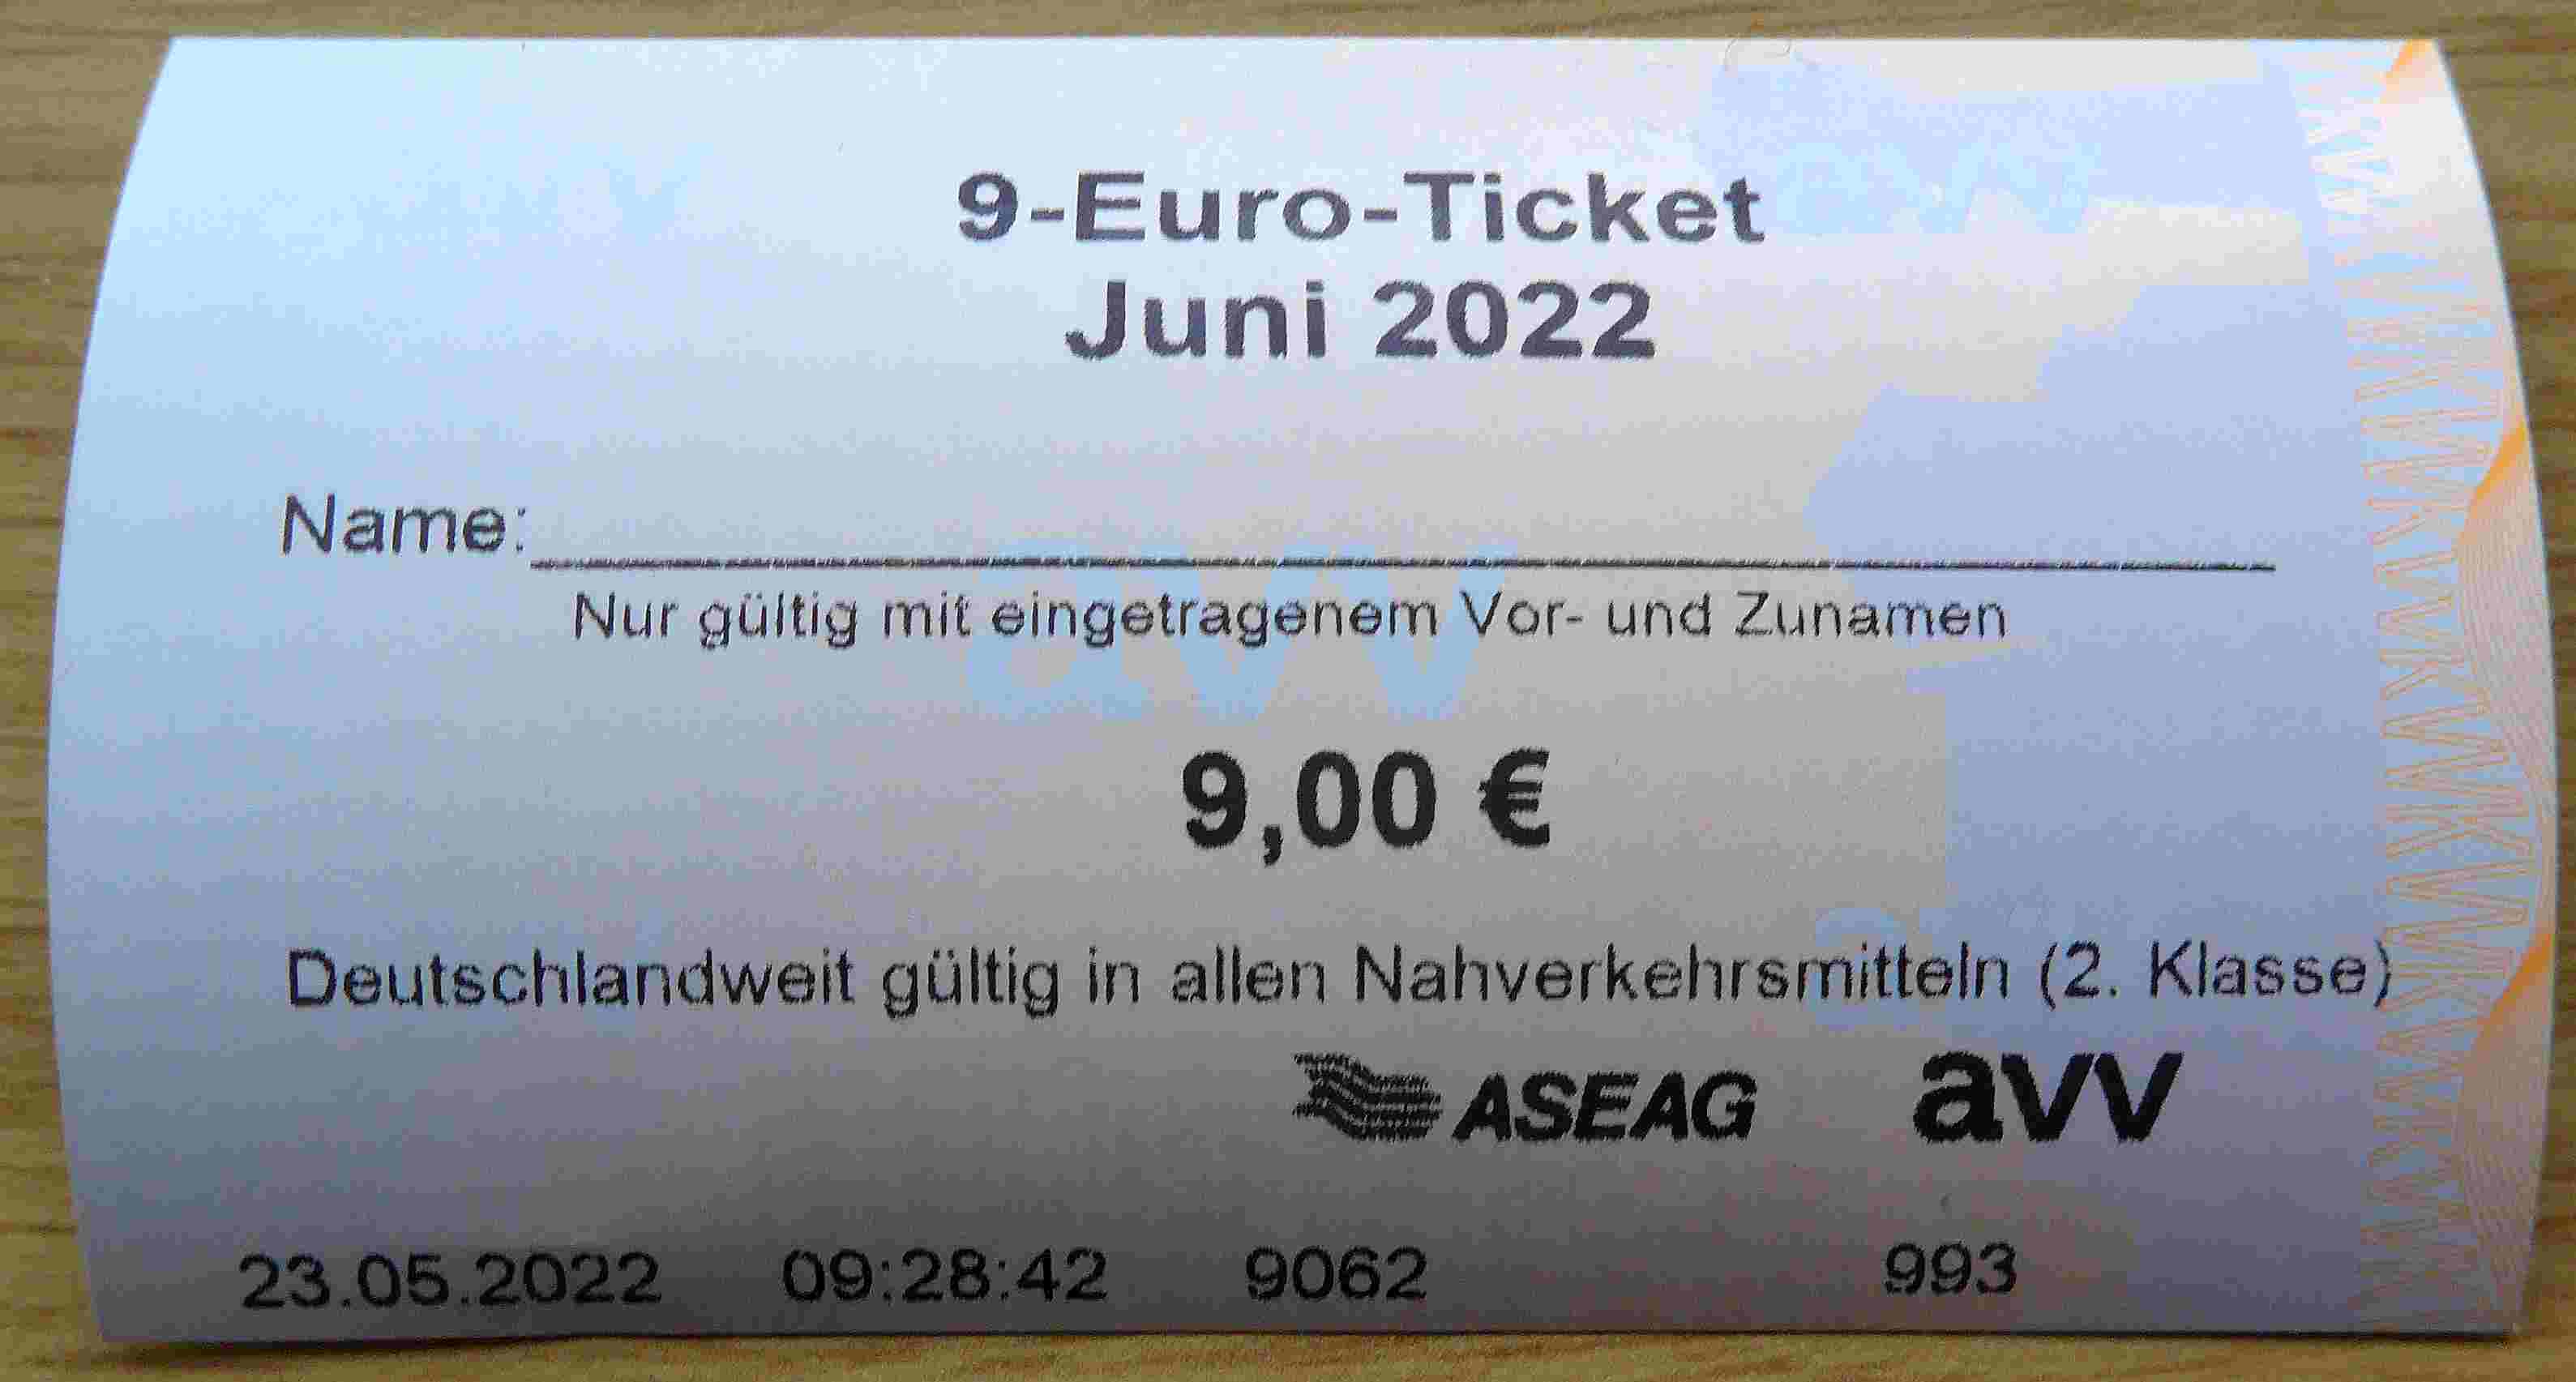 9-Euro-Ticket
Juni 2022
Name:
Nur gültig mit eingetragenem Vor- und Zunamen
avv
9,00 €
Deutschlandweit gültig in allen Nahverkehrsmitteln (2. Klasse)
ASEAG avv
23.05.2022 09:28:42 9062 993